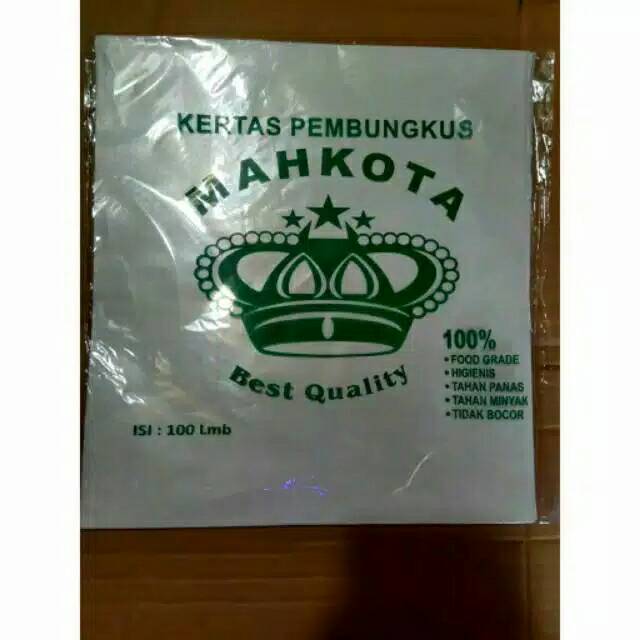 KERTAS PEMBUNGKUS
MAHKOTA
Best Quality
100%
• FOOD GRADE
• HIGIENIS
• TAHAN PANAS
• TAHAN MINYAK
• TIDAK BOCOR
ISI : 100 Lmb